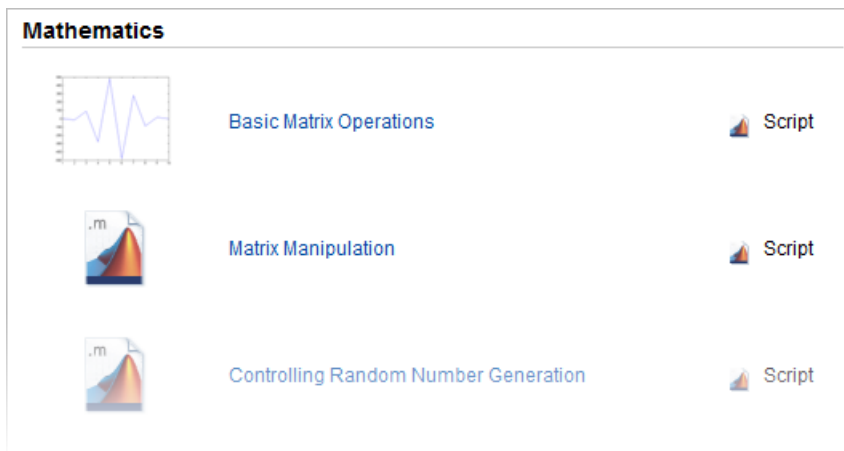 Mathematics
Basic Matrix Operations
Script
.m
Matrix Manipulation
Script
.m
Controlling Random Number Generation
Script